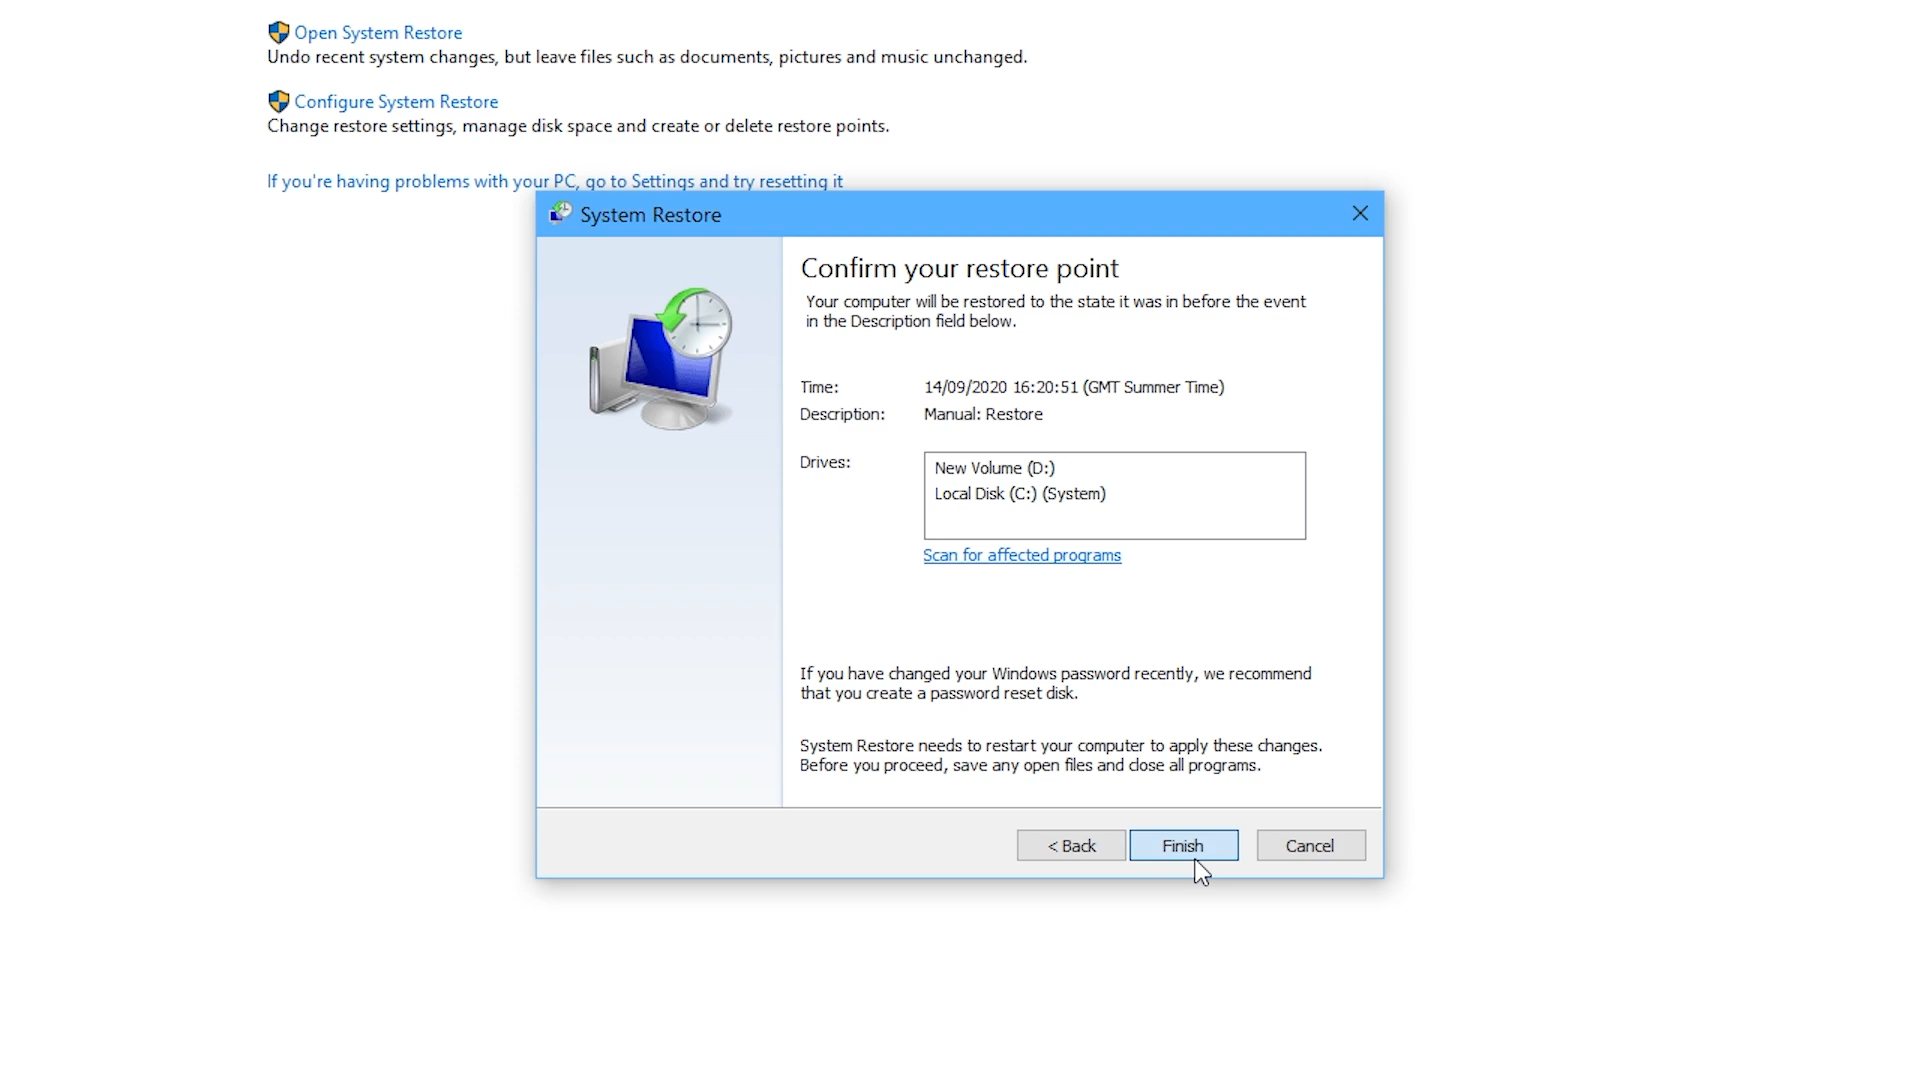 Open System Restore
Undo recent system changes, but leave files such as documents, pictures and music unchanged.
Configure System Restore
Change restore settings, manage disk space and create or delete restore points.
If you're having problems with your PC, go to Settings and try resetting it
System Restore
Confirm your restore point
Your computer will be restored to the state it was in before the event
in the Description field below.
Time: 14/09/2020 16:20:51 (GMT Summer Time)
Description: Manual: Restore
Drives:
New Volume (D:)
Local Disk (C:) (System)
Scan for affected programs
If you have changed your Windows password recently, we recommend
that you create a password reset disk.
System Restore needs to restart your computer to apply these changes.
Before you proceed, save any open files and close all programs.
< Back Finish Cancel